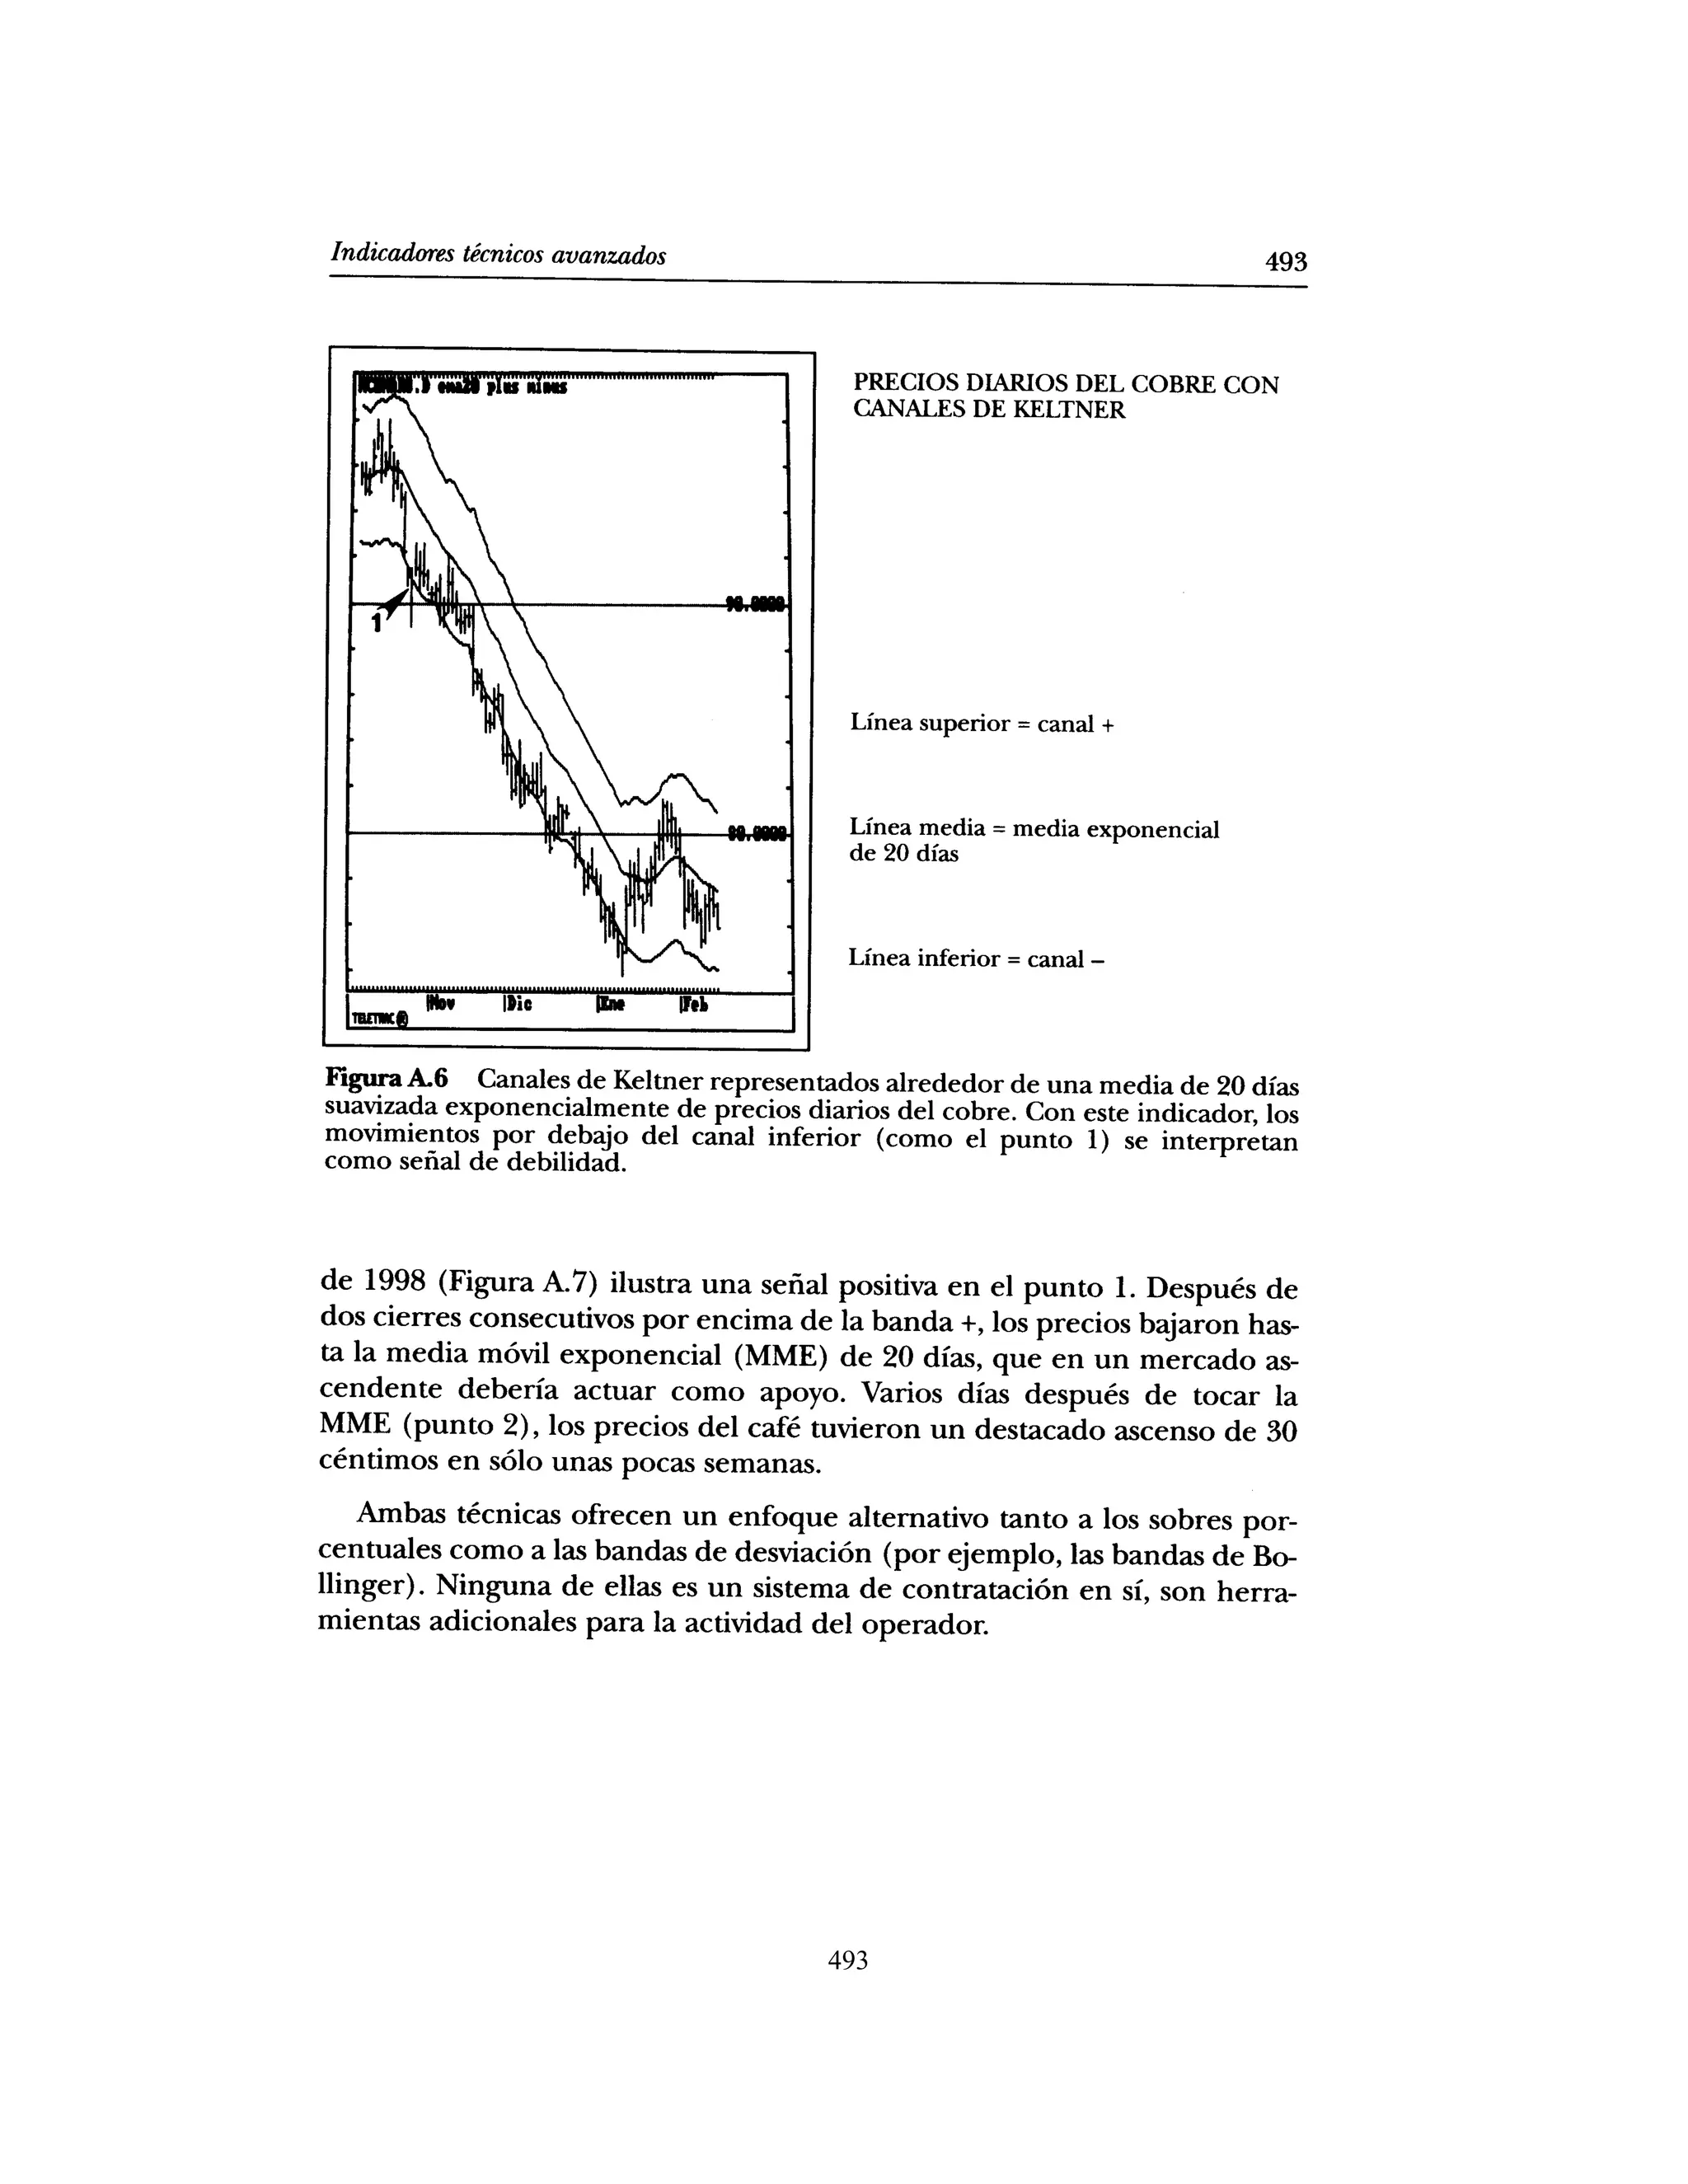 Indicadores técnicos avanzados
493
ema20 plus minus
PRECIOS DIARIOS DEL COBRE CON
CANALES DE KELTNER
90.0000
1
Línea superior = canal +
80.0000
Línea media = media exponencial
de 20 días
Línea inferior = canal –
|Nov |Dic |Ene |Feb
TELETRAC®
Figura A.6 Canales de Keltner representados alrededor de una media de 20 días
suavizada exponencialmente de precios diarios del cobre. Con este indicador, los
movimientos por debajo del canal inferior (como el punto 1) se interpretan
como señal de debilidad.
de 1998 (Figura A.7) ilustra una señal positiva en el punto 1. Después de
dos cierres consecutivos por encima de la banda +, los precios bajaron has-
ta la media móvil exponencial (MME) de 20 días, que en un mercado as-
cendente debería actuar como apoyo. Varios días después de tocar la
MME (punto 2), los precios del café tuvieron un destacado ascenso de 30
céntimos en sólo unas pocas semanas.
Ambas técnicas ofrecen un enfoque alternativo tanto a los sobres por-
centuales como a las bandas de desviación (por ejemplo, las bandas de Bo-
llinger). Ninguna de ellas es un sistema de contratación en sí, son herra-
mientas adicionales para la actividad del operador.
493